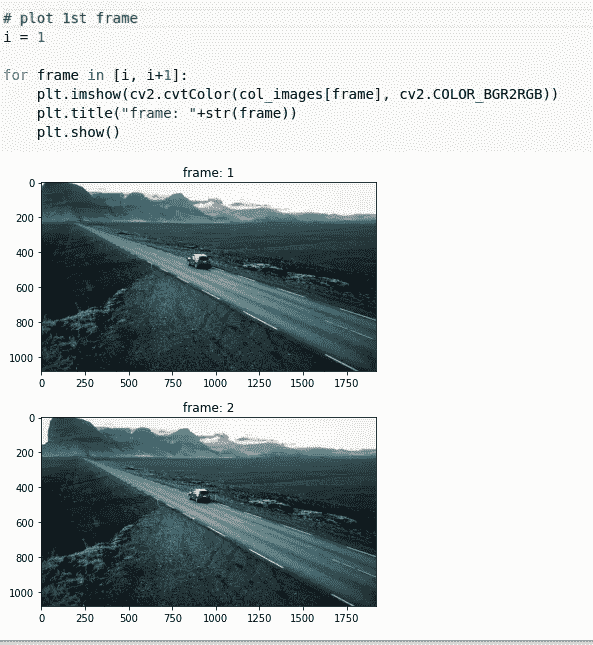 # plot 1st frame
i = 1
for frame in [i, i+1]:
    plt.imshow(cv2.cvtColor(col_images[frame], cv2.COLOR_BGR2RGB))
    plt.title("frame: "+str(frame))
    plt.show()
frame: 1
0
200
400
600
800
1000
0 250 500 750 1000 1250 1500 1750
frame: 2
0
200
400
600
800
1000
0 250 500 750 1000 1250 1500 1750